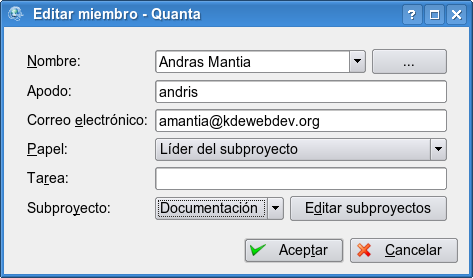 Editar miembro - Quanta
Nombre: Andras Mantia ...
Apodo: andris
Correo electrónico: amantia@kdewebdev.org
Papel: Líder del subproyecto
Tarea:
Subproyecto: Documentación Editar subproyectos
Aceptar Cancelar